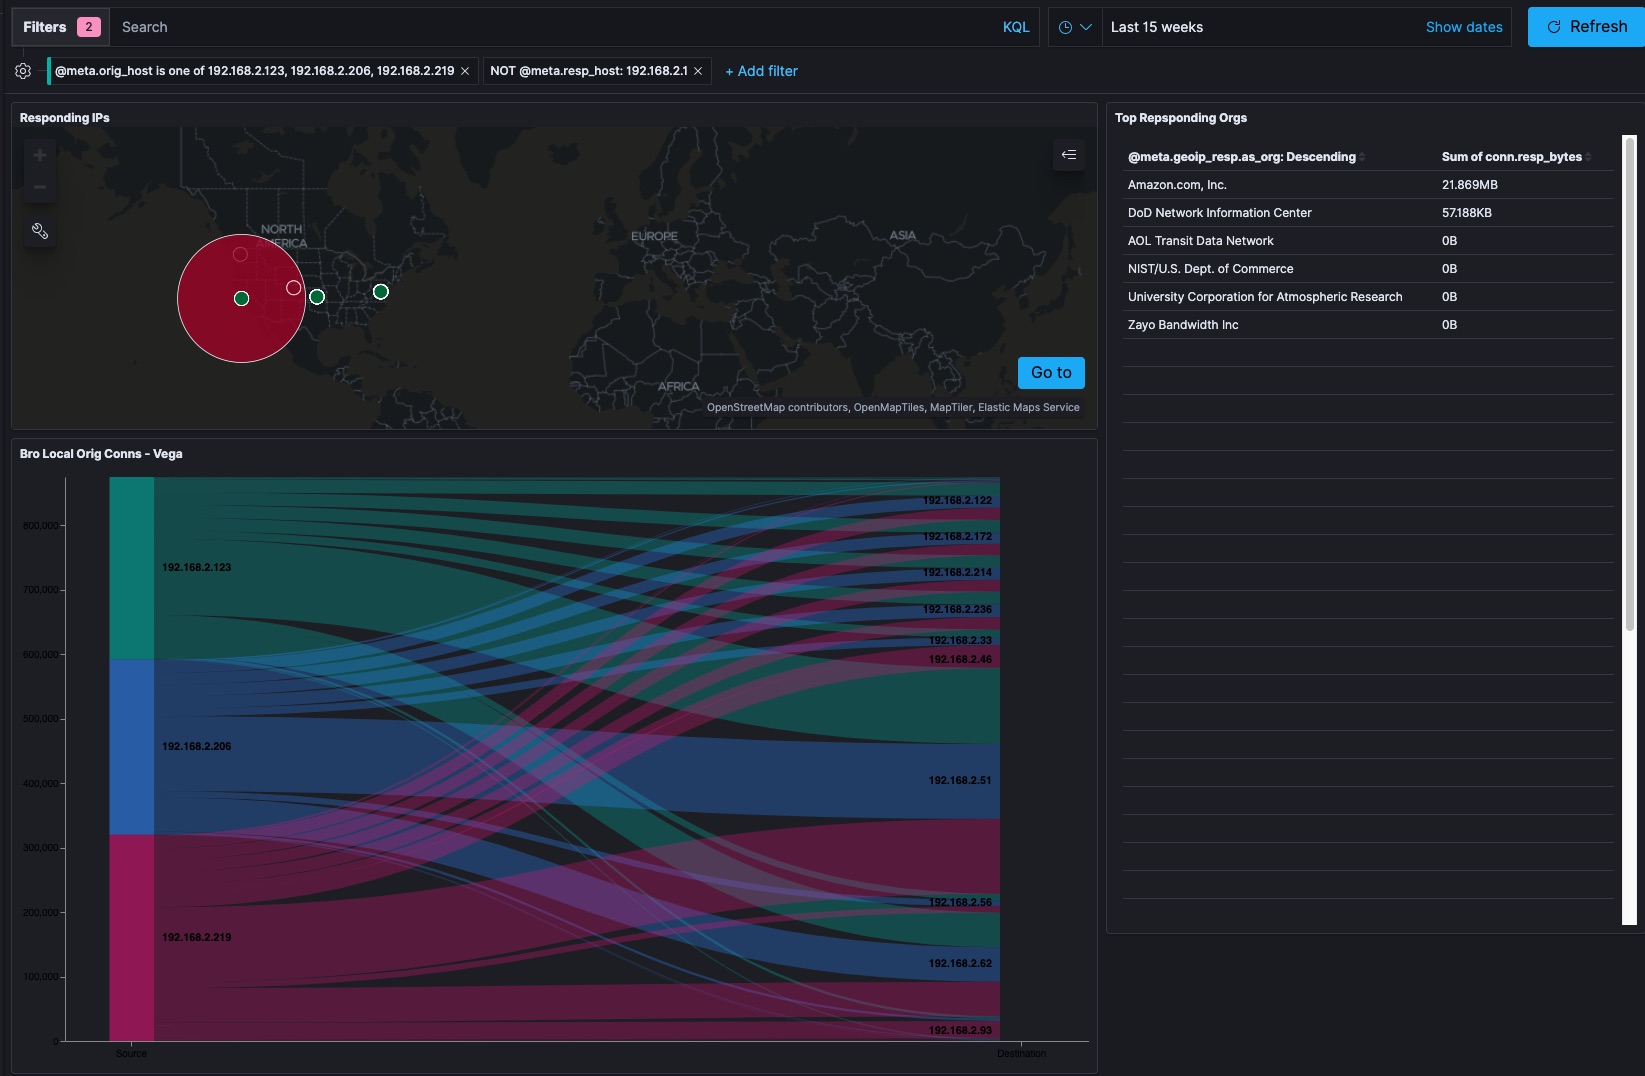 Filters 2 Search KQL Last 15 weeks Show dates Refresh
@meta.orig_host is one of 192.168.2.123, 192.168.2.206, 192.168.2.219 × NOT @meta.resp_host: 192.168.2.1 × + Add filter
Responding IPs
NORTH
AMERICA
EUROPE
ASIA
AFRICA
Go to
OpenStreetMap contributors, OpenMapTiles, MapTiler, Elastic Maps Service
Top Repsponding Orgs
@meta.geoip_resp.as_org: Descending Sum of conn.resp_bytes
Amazon.com, Inc. 21.869MB
DoD Network Information Center 57.188KB
AOL Transit Data Network 0B
NIST/U.S. Dept. of Commerce 0B
University Corporation for Atmospheric Research 0B
Zayo Bandwidth Inc 0B
Bro Local Orig Conns - Vega
800,000
700,000
600,000
500,000
400,000
300,000
200,000
100,000
0
192.168.2.123
192.168.2.206
192.168.2.219
192.168.2.122
192.168.2.172
192.168.2.214
192.168.2.236
192.168.2.33
192.168.2.46
192.168.2.51
192.168.2.56
192.168.2.62
192.168.2.93
Source
Destination